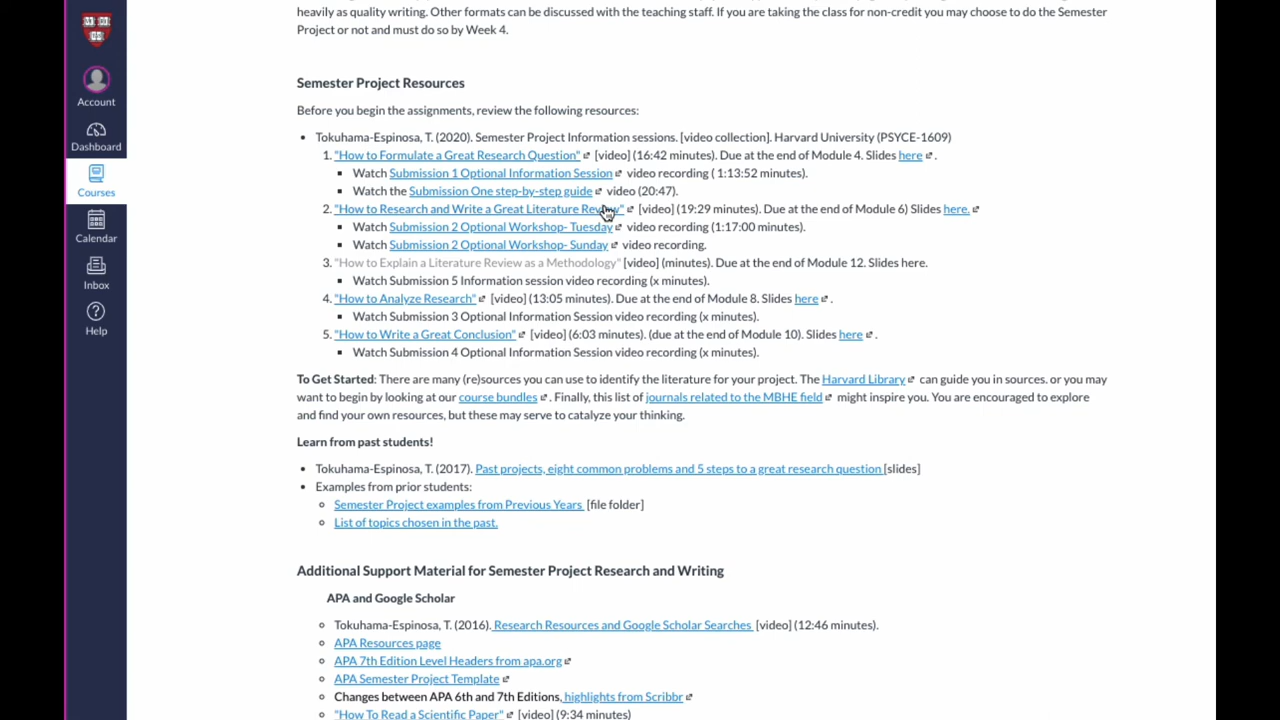 heavily as quality writing. Other formats can be discussed with the teaching staff. If you are taking the class for non-credit you may choose to do the Semester
Project or not and must do so by Week 4.
Account
Dashboard
Courses
Calendar
Inbox
Help
Semester Project Resources
Before you begin the assignments, review the following resources:
• Tokuhama-Espinosa, T. (2020). Semester Project Information sessions. [video collection]. Harvard University (PSYCE-1609)
1. "How to Formulate a Great Research Question" [video] (16:42 minutes). Due at the end of Module 4. Slides here .
▪ Watch Submission 1 Optional Information Session video recording ( 1:13:52 minutes).
▪ Watch the Submission One step-by-step guide video (20:47).
2. "How to Research and Write a Great Literature Review" [video] (19:29 minutes). Due at the end of Module 6) Slides here.
▪ Watch Submission 2 Optional Workshop- Tuesday video recording (1:17:00 minutes).
▪ Watch Submission 2 Optional Workshop- Sunday video recording.
3. "How to Explain a Literature Review as a Methodology" [video] (minutes). Due at the end of Module 12. Slides here.
▪ Watch Submission 5 Information session video recording (x minutes).
4. "How to Analyze Research" [video] (13:05 minutes). Due at the end of Module 8. Slides here .
▪ Watch Submission 3 Optional Information Session video recording (x minutes).
5. "How to Write a Great Conclusion" [video] (6:03 minutes). (due at the end of Module 10). Slides here .
▪ Watch Submission 4 Optional Information Session video recording (x minutes).
To Get Started: There are many (re)sources you can use to identify the literature for your project. The Harvard Library can guide you in sources. or you may
want to begin by looking at our course bundles . Finally, this list of journals related to the MBHE field might inspire you. You are encouraged to explore
and find your own resources, but these may serve to catalyze your thinking.
Learn from past students!
• Tokuhama-Espinosa, T. (2017). Past projects, eight common problems and 5 steps to a great research question [slides]
• Examples from prior students:
○ Semester Project examples from Previous Years [file folder]
○ List of topics chosen in the past.
Additional Support Material for Semester Project Research and Writing
APA and Google Scholar
○ Tokuhama-Espinosa, T. (2016). Research Resources and Google Scholar Searches [video] (12:46 minutes).
○ APA Resources page
○ APA 7th Edition Level Headers from apa.org
○ APA Semester Project Template
○ Changes between APA 6th and 7th Editions, highlights from Scribbr
○ "How To Read a Scientific Paper" [video] (9:34 minutes)